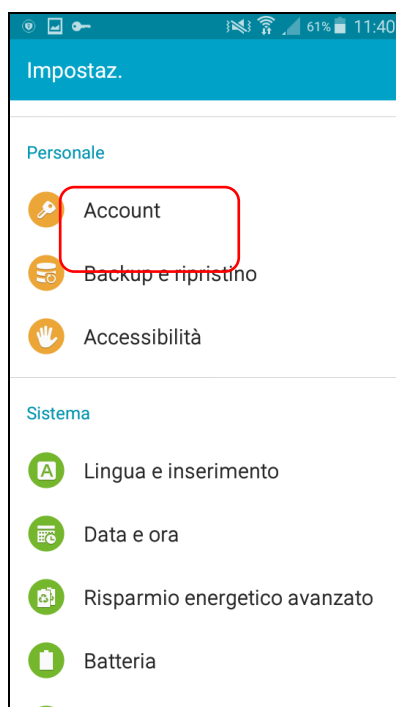 61% 11:40
Impostaz.
Personale
Account
Backup e ripristino
Accessibilità
Sistema
Lingua e inserimento
Data e ora
Risparmio energetico avanzato
Batteria